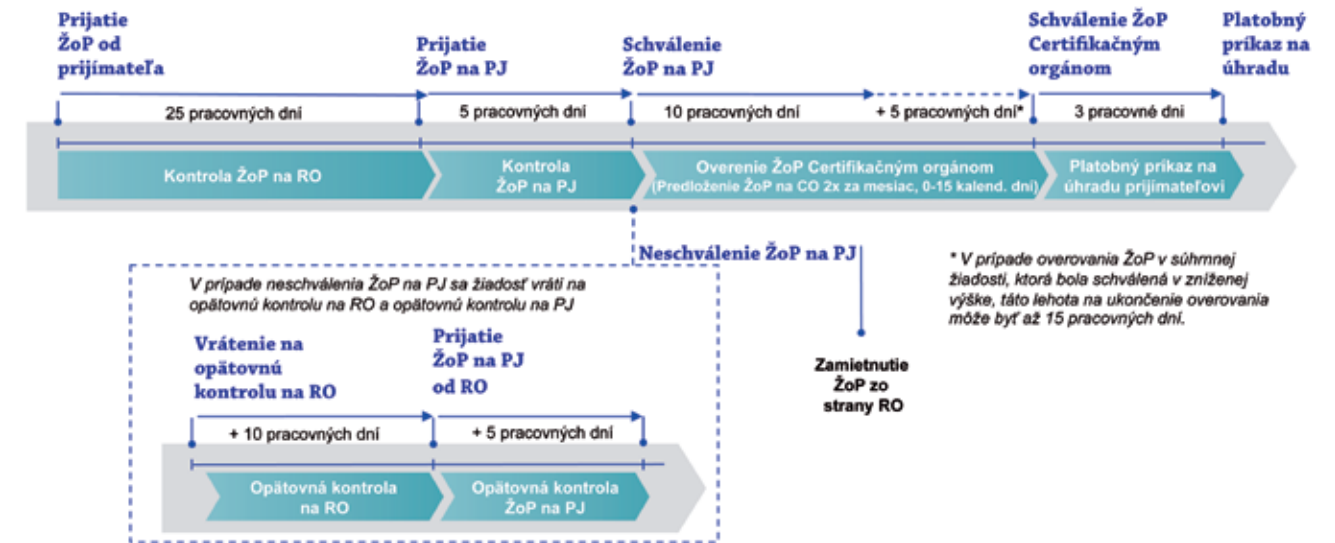 Prijatie
ŽoP od
prijímateľa
Prijatie
ŽoP na PJ
Schválenie
ŽoP na PJ
Schválenie ŽoP
Certifikačným
orgánom
Platobný
príkaz na
úhradu
25 pracovných dní
5 pracovných dní
10 pracovných dní
+ 5 pracovných dní*
3 pracovné dni
Kontrola ŽoP na RO
Kontrola
ŽoP na PJ
Overenie ŽoP Certifikačným orgánom
(Predloženie ŽoP na CO 2x za mesiac, 0-15 kalend. dní)
Platobný príkaz na
úhradu prijímateľovi
Neschválenie ŽoP na PJ
* V prípade overovania ŽoP v súhrnnej
žiadosti, ktorá bola schválená v zníženej
výške, táto lehota na ukončenie overovania
môže byť až 15 pracovných dní.
Zamietnutie
ŽoP zo
strany RO
V prípade neschválenia ŽoP na PJ sa žiadosť vráti na
opätovnú kontrolu na RO a opätovnú kontrolu na PJ
Vrátenie na
opätovnú
kontrolu na RO
Prijatie
ŽoP na PJ
od RO
+ 10 pracovných dní
+ 5 pracovných dní
Opätovná kontrola
na RO
Opätovná kontrola
ŽoP na PJ